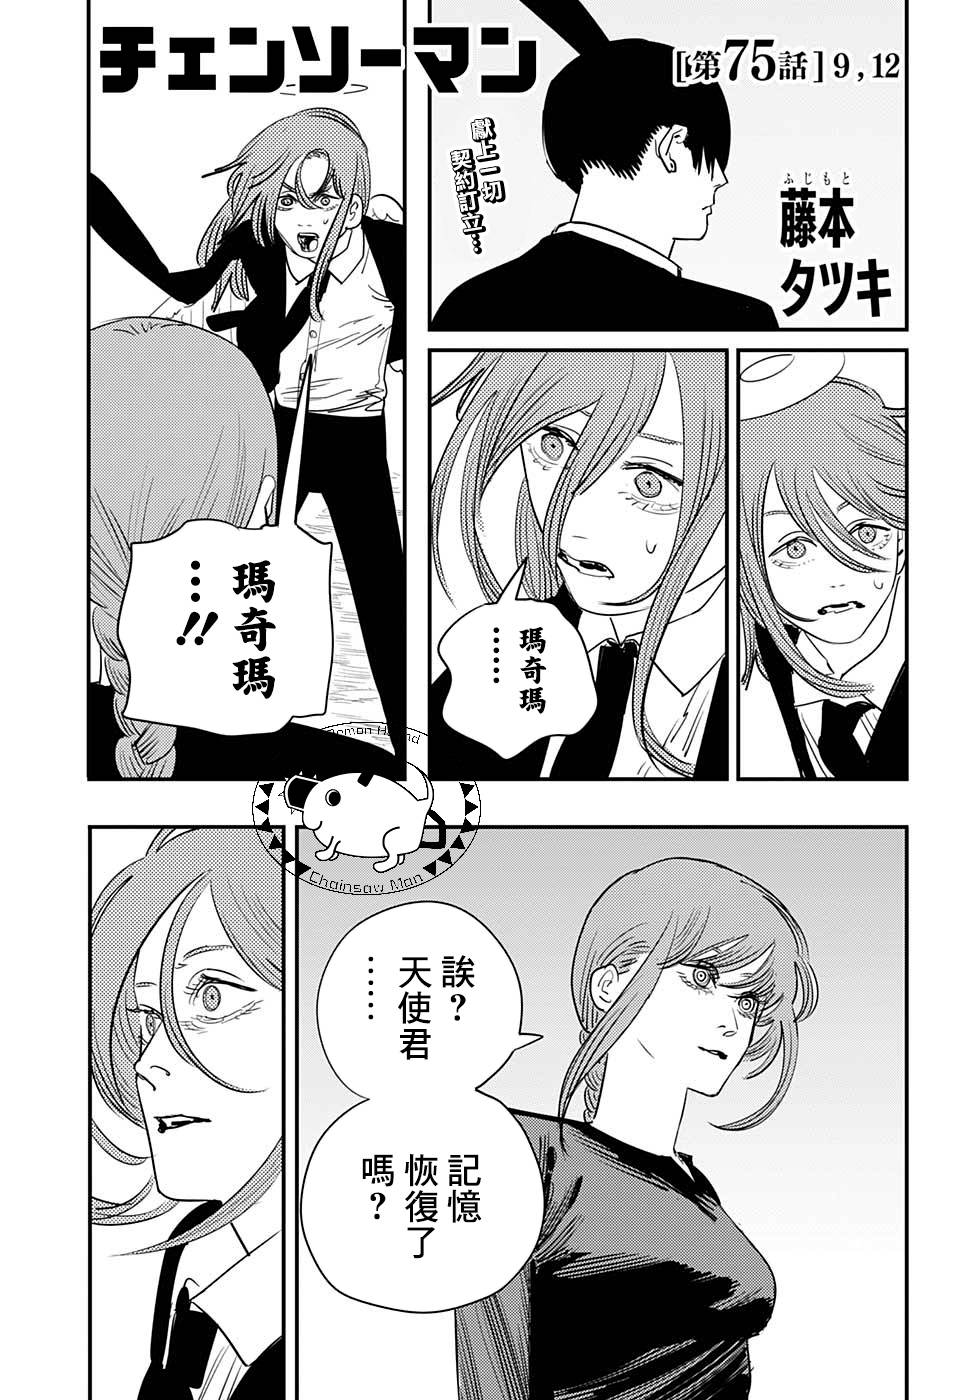 チェンソーマン
[第75話] 9 , 12
藤本
ふじもと
タツキ
獻上一切
契約訂立…
瑪奇瑪
……
瑪奇瑪
…!!
誒?
天使君
……
記憶
恢復了
嗎?
Chainsaw Man